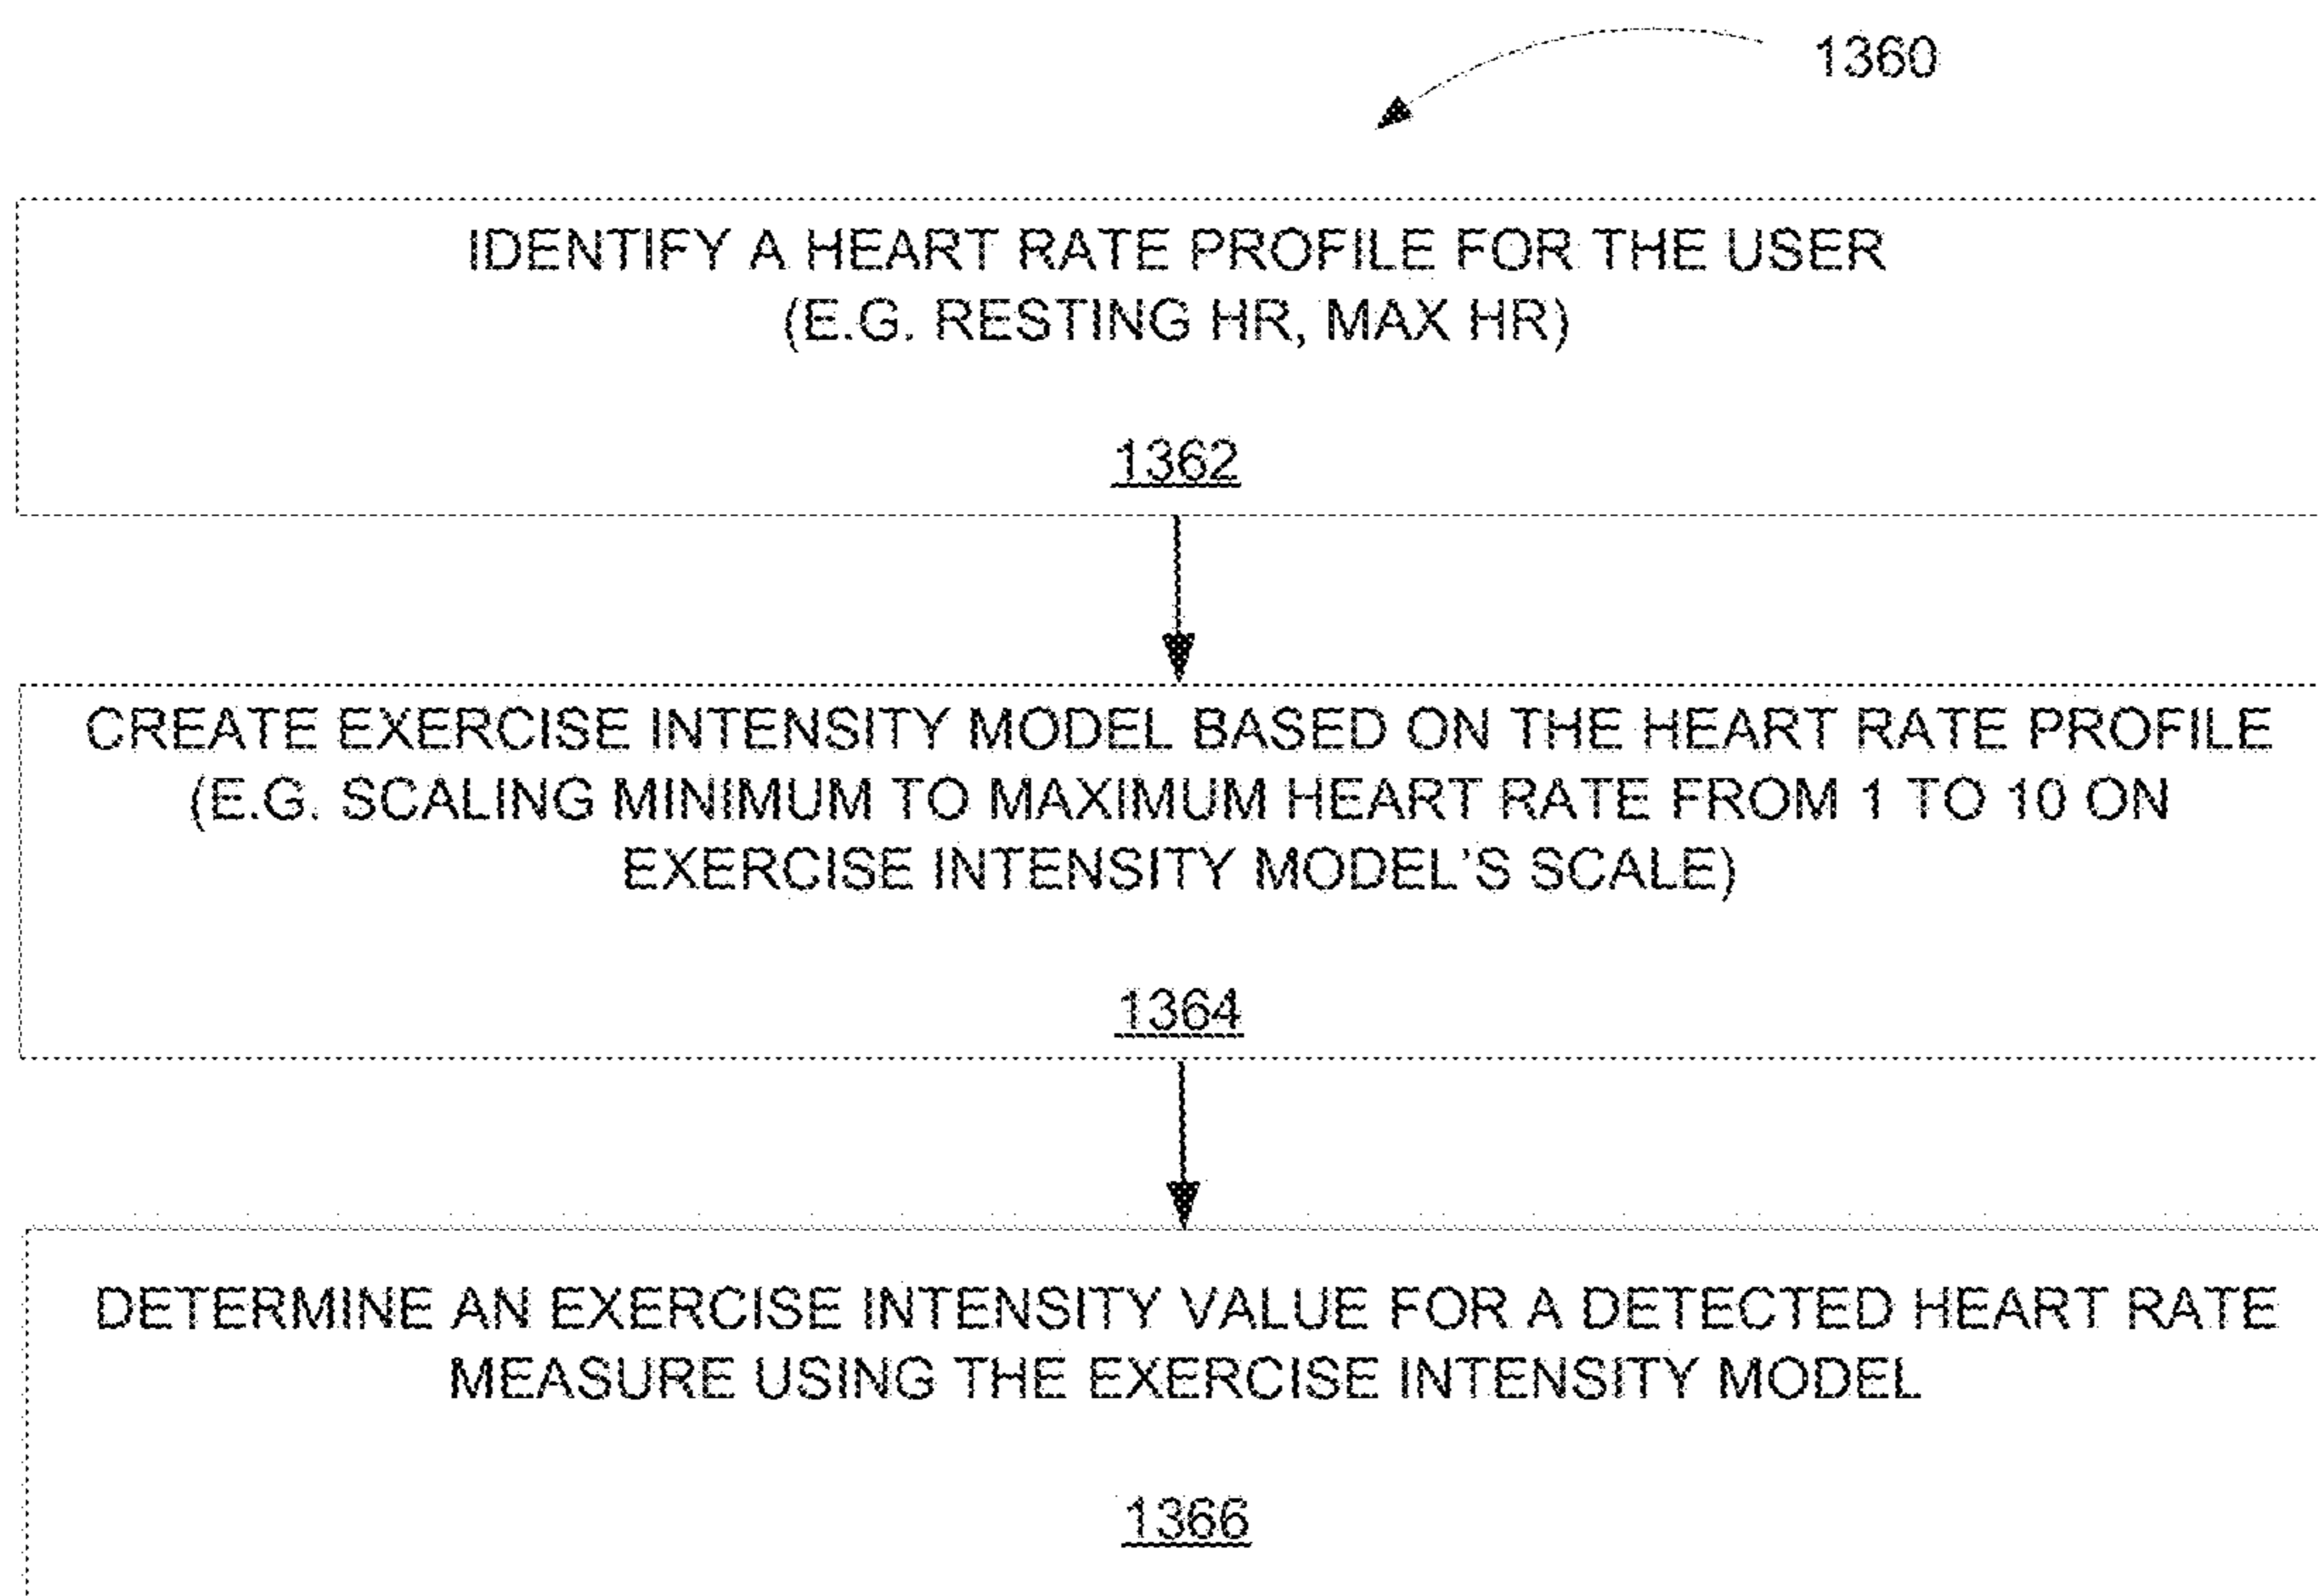 1360
IDENTIFY A HEART RATE PROFILE FOR THE USER
(E.G. RESTING HR, MAX HR)
1362
CREATE EXERCISE INTENSITY MODEL BASED ON THE HEART RATE PROFILE
(E.G. SCALING MINIMUM TO MAXIMUM HEART RATE FROM 1 TO 10 ON
EXERCISE INTENSITY MODEL'S SCALE)
1364
DETERMINE AN EXERCISE INTENSITY VALUE FOR A DETECTED HEART RATE
MEASURE USING THE EXERCISE INTENSITY MODEL
1366